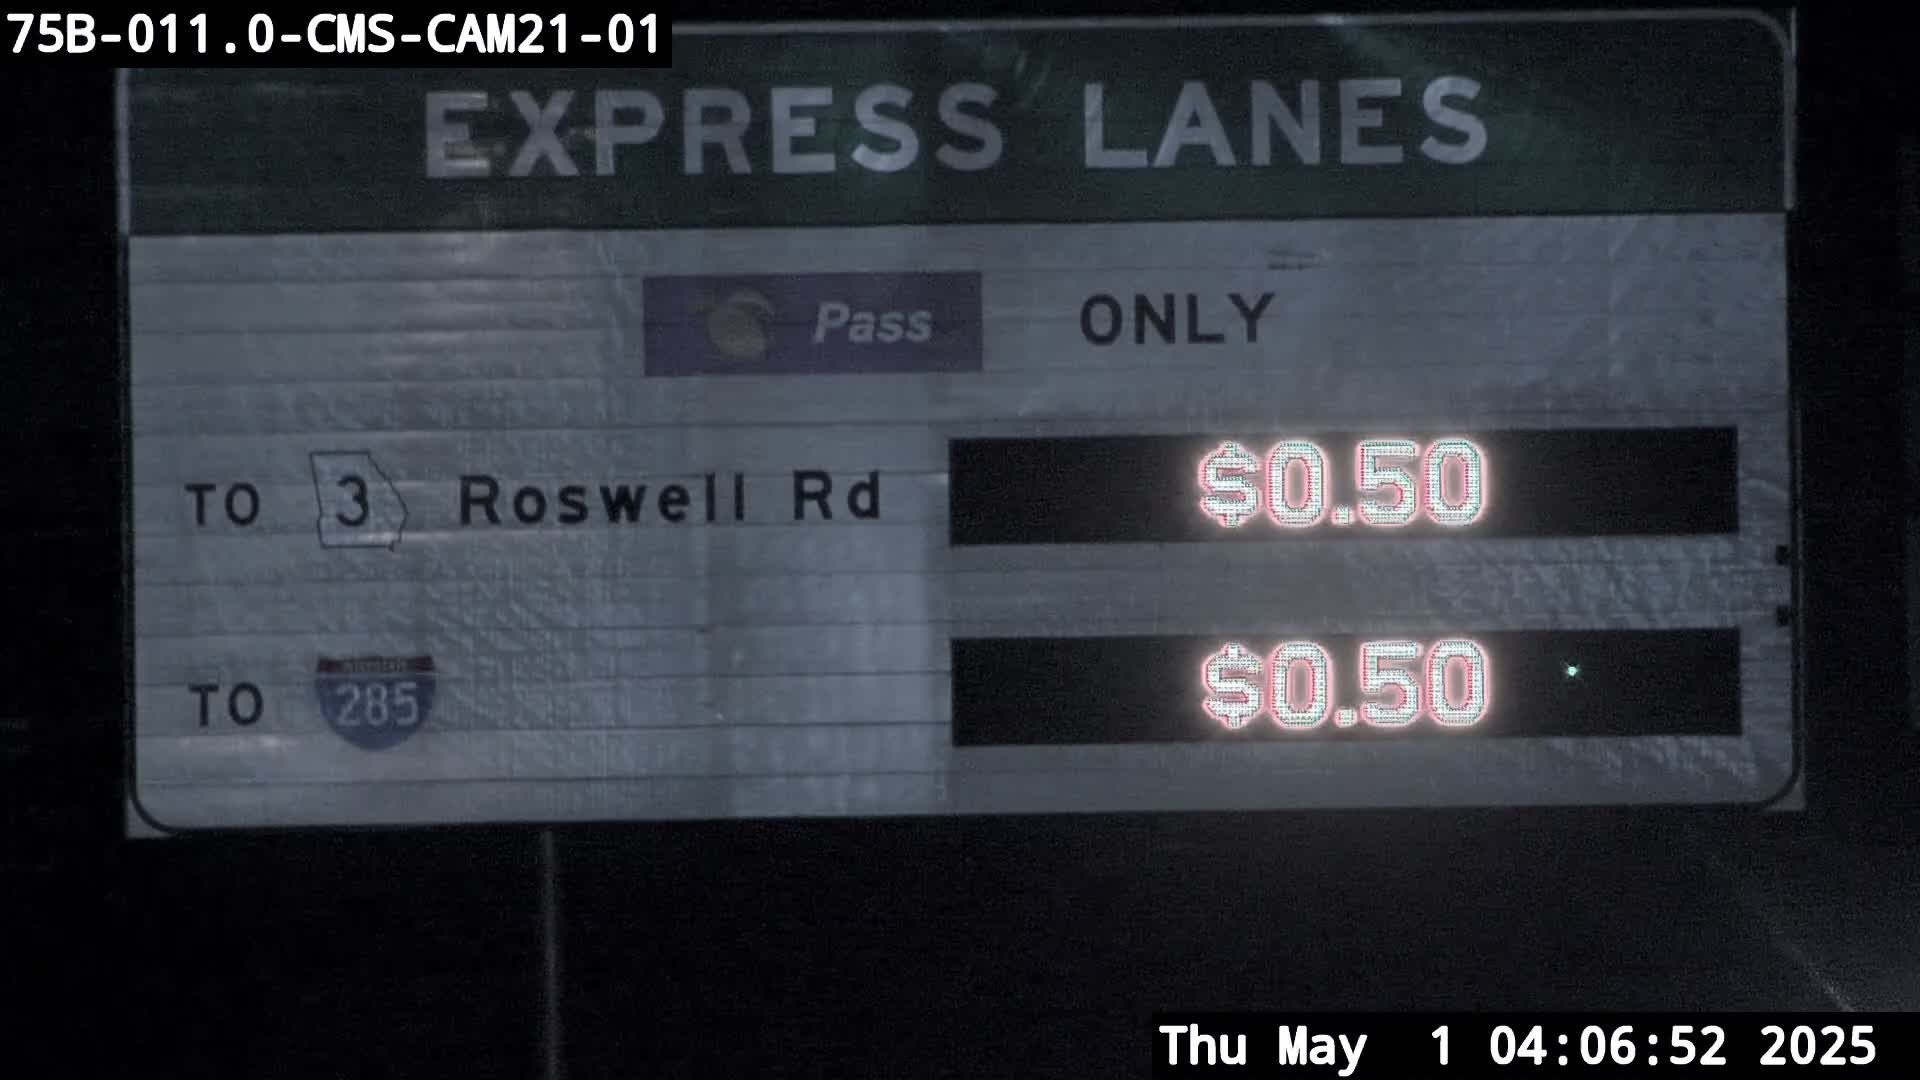 75B-011.0-CMS-CAM21-01
EXPRESS LANES
Pass ONLY
TO 3 Roswell Rd $0.50
TO 285 $0.50
Thu May 1 04:06:52 2025